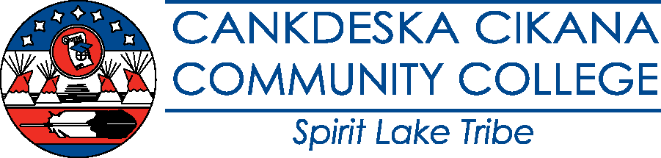 CANKDESKA CIKANA
COMMUNITY COLLEGE
Spirit Lake Tribe